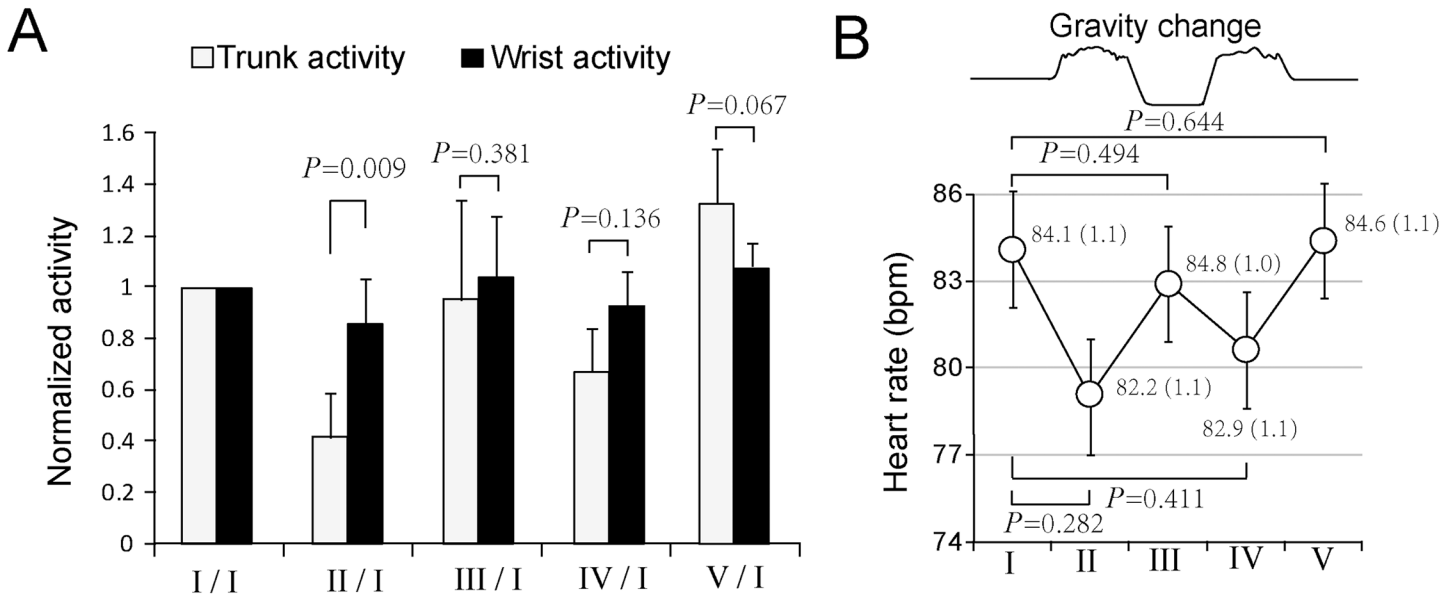 A
Trunk activity
Wrist activity
Normalized activity
1.6
1.4
1.2
1
0.8
0.6
0.4
0.2
0
P=0.009
P=0.381
P=0.136
P=0.067
I / I
II / I
III / I
IV / I
V / I
B
Gravity change
P=0.644
P=0.494
Heart rate (bpm)
86
83
80
77
74
84.1 (1.1)
82.2 (1.1)
84.8 (1.0)
82.9 (1.1)
84.6 (1.1)
P=0.411
P=0.282
I
II
III
IV
V